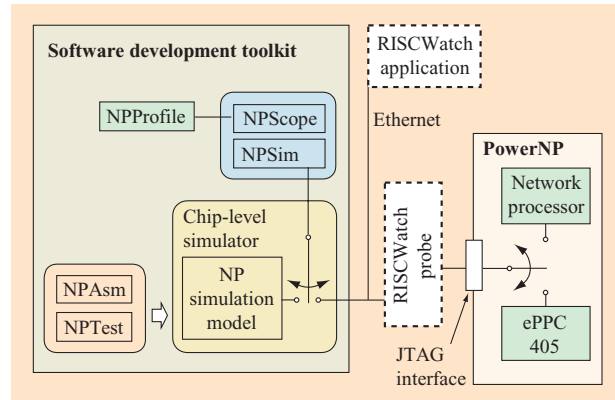 Software development toolkit
RISCWatch
application
NPProfile
NPScope
NPSim
Ethernet
PowerNP
Network
processor
Chip-level
simulator
NP
simulation
model
NPAsm
NPTest
RISCWatch
probe
JTAG
interface
ePPC
405